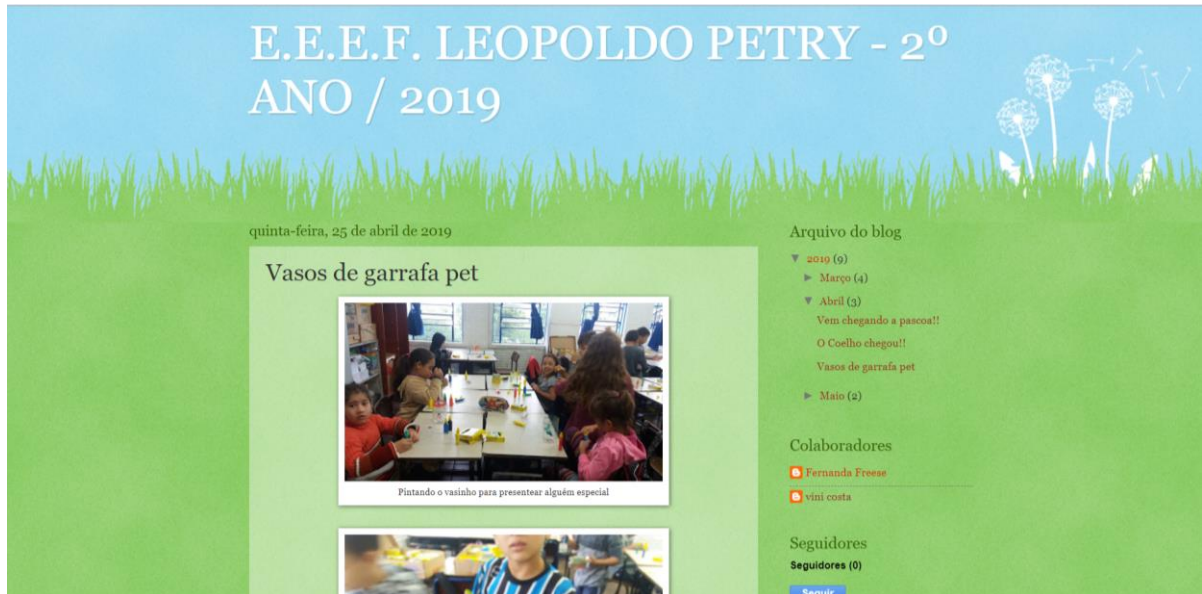 E.E.E.F. LEOPOLDO PETRY - 2º
ANO / 2019
quinta-feira, 25 de abril de 2019
Vasos de garrafa pet
Pintando o vasinho para presentear alguém especial
Arquivo do blog
▼ 2019 (9)
► Março (4)
▼ Abril (3)
Vem chegando a pascoa!!
O Coelho chegou!!
Vasos de garrafa pet
► Maio (2)
Colaboradores
Fernanda Freese
vini costa
Seguidores
Seguidores (0)
Seguir